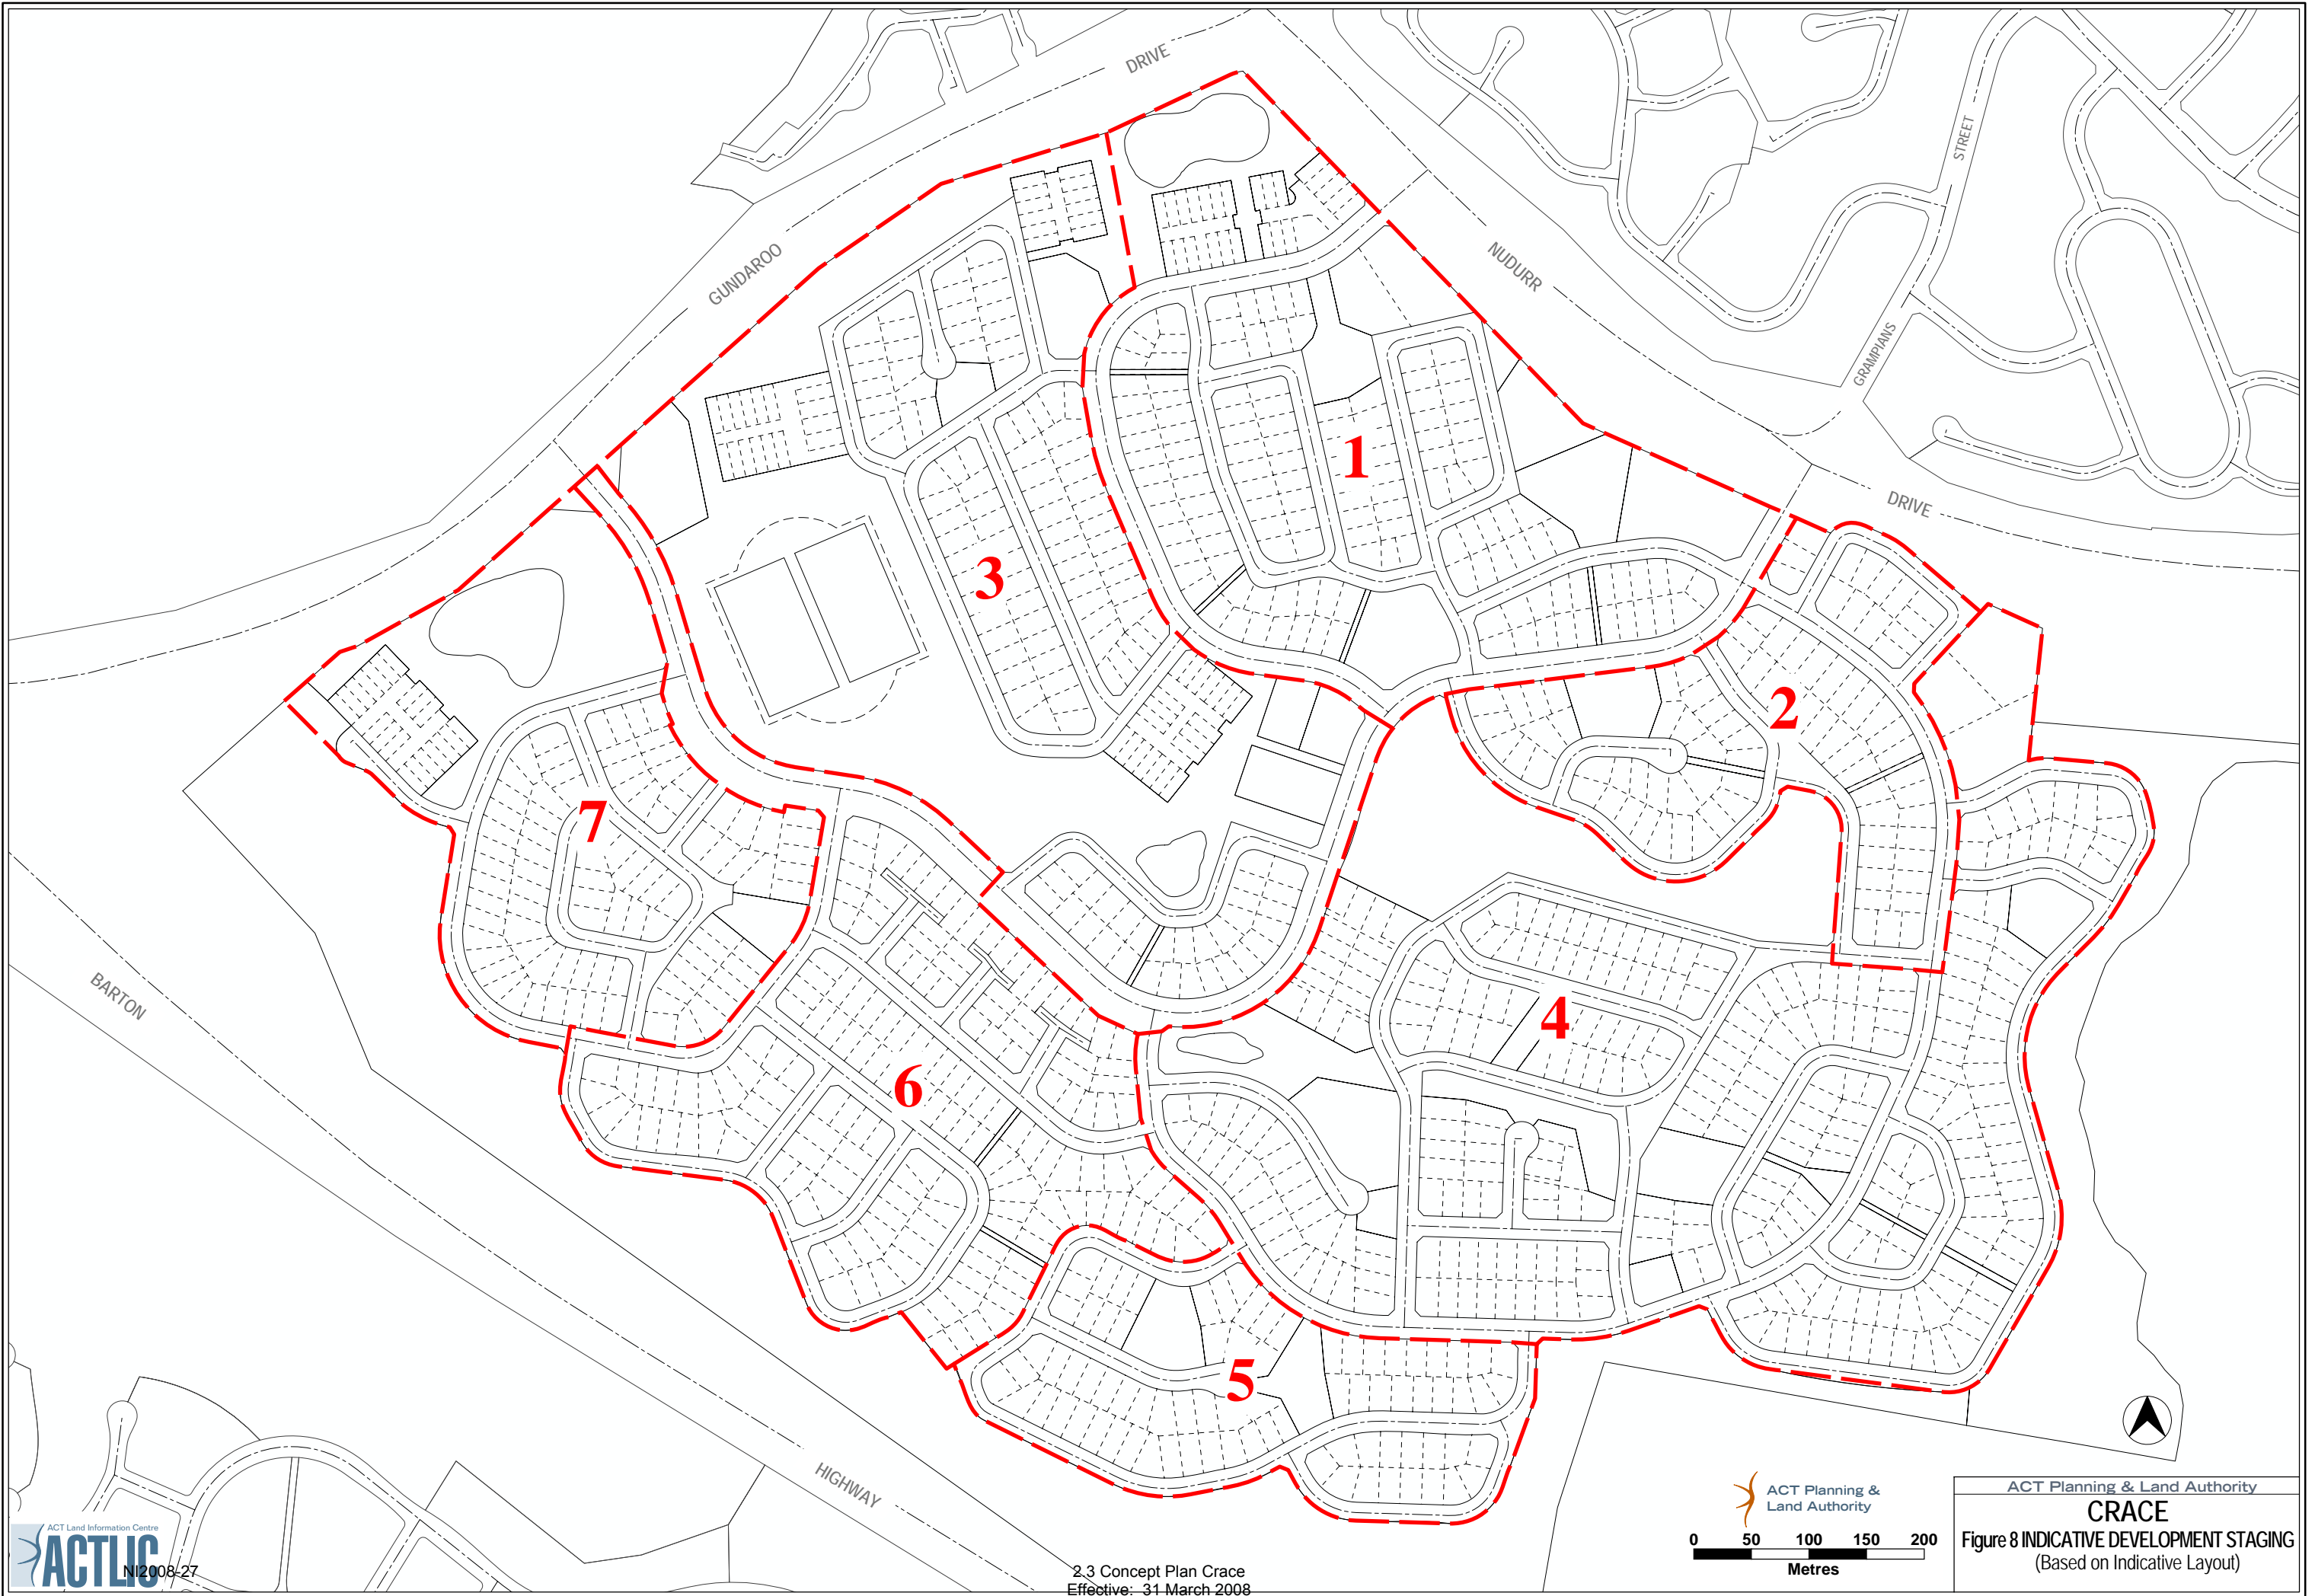 DRIVE
STREET
GUNDAROO
NUDURR
GRAMPIANS
1
DRIVE
3
2
7
BARTON
4
6
5
HIGHWAY
ACT Planning &
Land Authority
0 50 100 150 200
Metres
ACT Planning & Land Authority
CRACE
Figure 8 INDICATIVE DEVELOPMENT STAGING
(Based on Indicative Layout)
ACT Land Information Centre
ACTLIC
NI2008-27
2.3 Concept Plan Crace
Effective: 31 March 2008